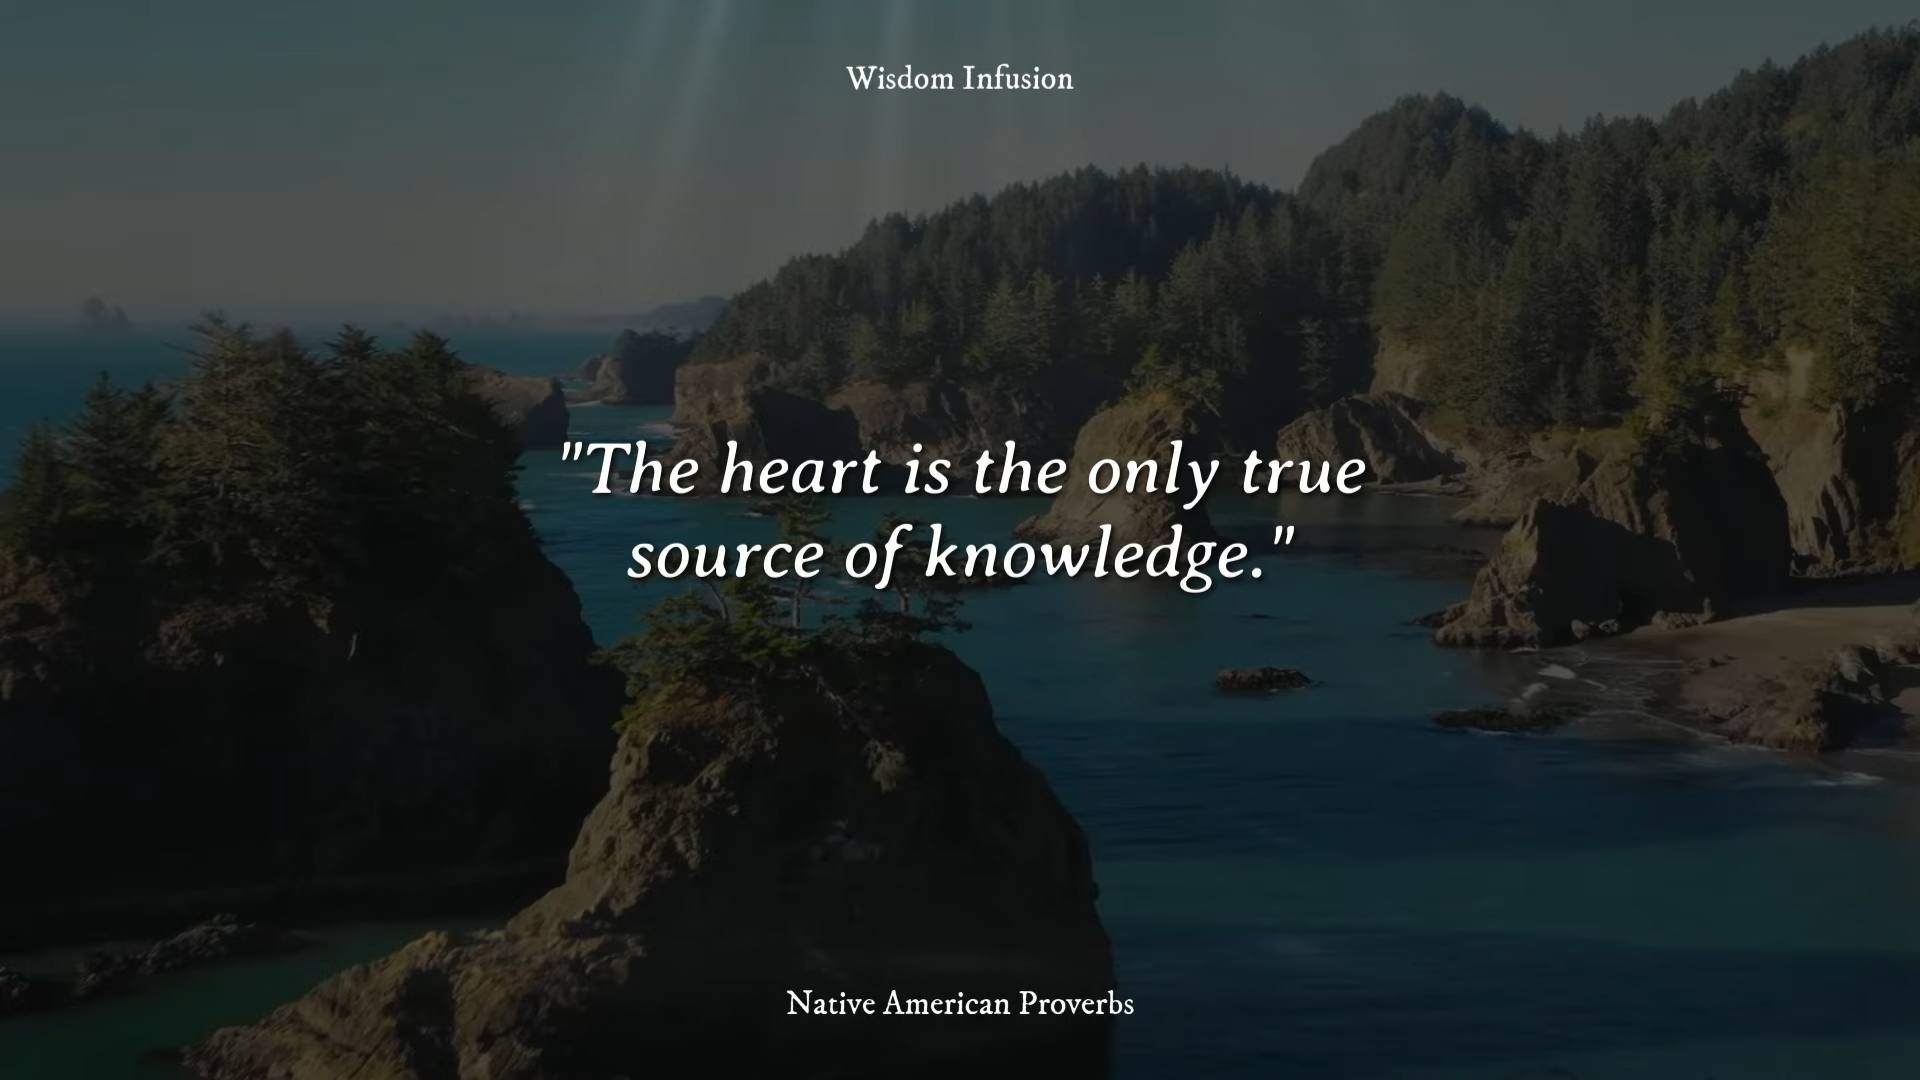 Wisdom Infusion
"The heart is the only true
source of knowledge."
Native American Proverbs